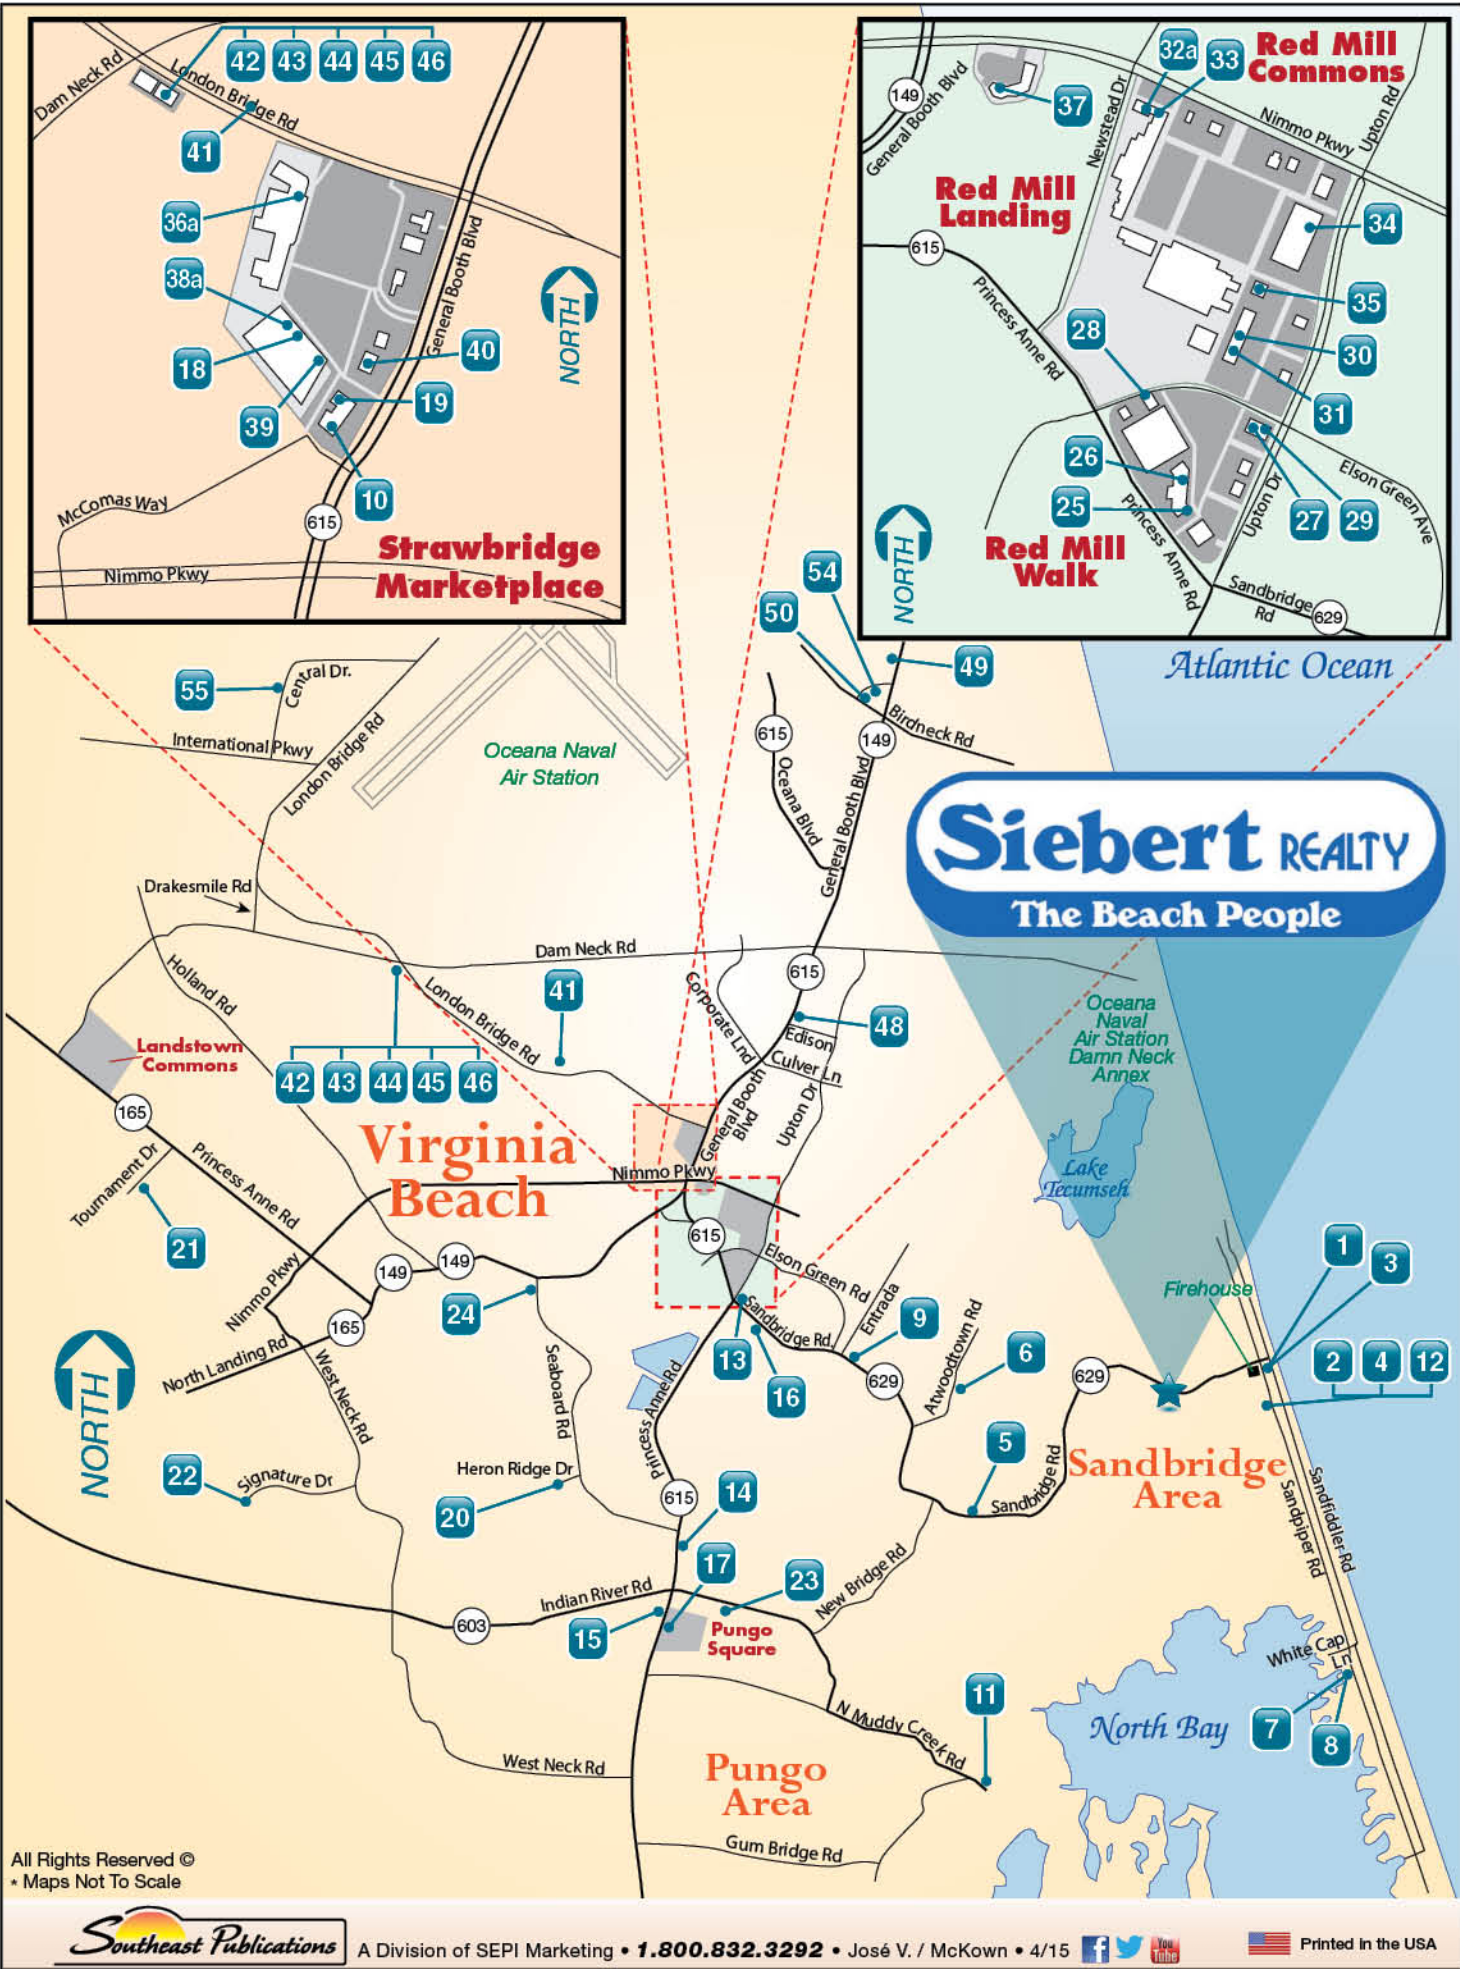 42 43 44 45 46
Dam Neck Rd
London Bridge Rd
41
36a
38a
18
39
40
19
10
General Booth Blvd
NORTH
McComas Way
615
Nimmo Pkwy
Strawbridge
Marketplace
149
General Booth Blvd
37
Newstead Dr
32a
33
Red Mill
Commons
Nimmo Pkwy
Upton Rd
Red Mill
Landing
615
Princess Anne Rd
34
35
28
30
31
26
25
Princess Anne Rd
Upton Dr
27
29
Elson Green Ave
NORTH
Red Mill
Walk
Sandbridge
Rd
629
54
50
49
Atlantic Ocean
55
Central Dr.
International Pkwy
London Bridge Rd
Oceana Naval
Air Station
615
Oceana Blvd
149
Birdneck Rd
General Booth Blvd
Siebert REALTY
The Beach People
Drakesmile Rd
Dam Neck Rd
Holland Rd
London Bridge Rd
41
Corporate Lnd
615
48
Edison
Culver Ln
Oceana
Naval
Air Station
Damn Neck
Annex
Landstown
Commons
42 43 44 45 46
165
Virginia
Beach
General Booth
Blvd
Upton Dr
Nimmo Pkwy
Lake
Tecumseh
Tournament Dr
Princess Anne Rd
21
615
Elson Green Rd
Nimmo Pkwy
149
149
24
165
North Landing Rd
Sandbridge Rd
Entrada
9
13
16
629
Atwoodtown Rd
6
629
Firehouse
1
3
2 4 12
NORTH
West Neck Rd
Seaboard Rd
Princess Anne Rd
22
Signature Dr
Heron Ridge Dr
20
615
14
5
Sandbridge Rd
Sandbridge
Area
Sandfiddler Rd
Sandpiper Rd
17
23
Indian River Rd
603
15
Pungo
Square
New Bridge Rd
White Cap
Ln
11
N Muddy Creek Rd
North Bay
7
8
West Neck Rd
Pungo
Area
Gum Bridge Rd
All Rights Reserved ©
* Maps Not To Scale
Southeast Publications
A Division of SEPI Marketing • 1.800.832.3292 • José V. / McKown • 4/15
You
Tube
Printed in the USA